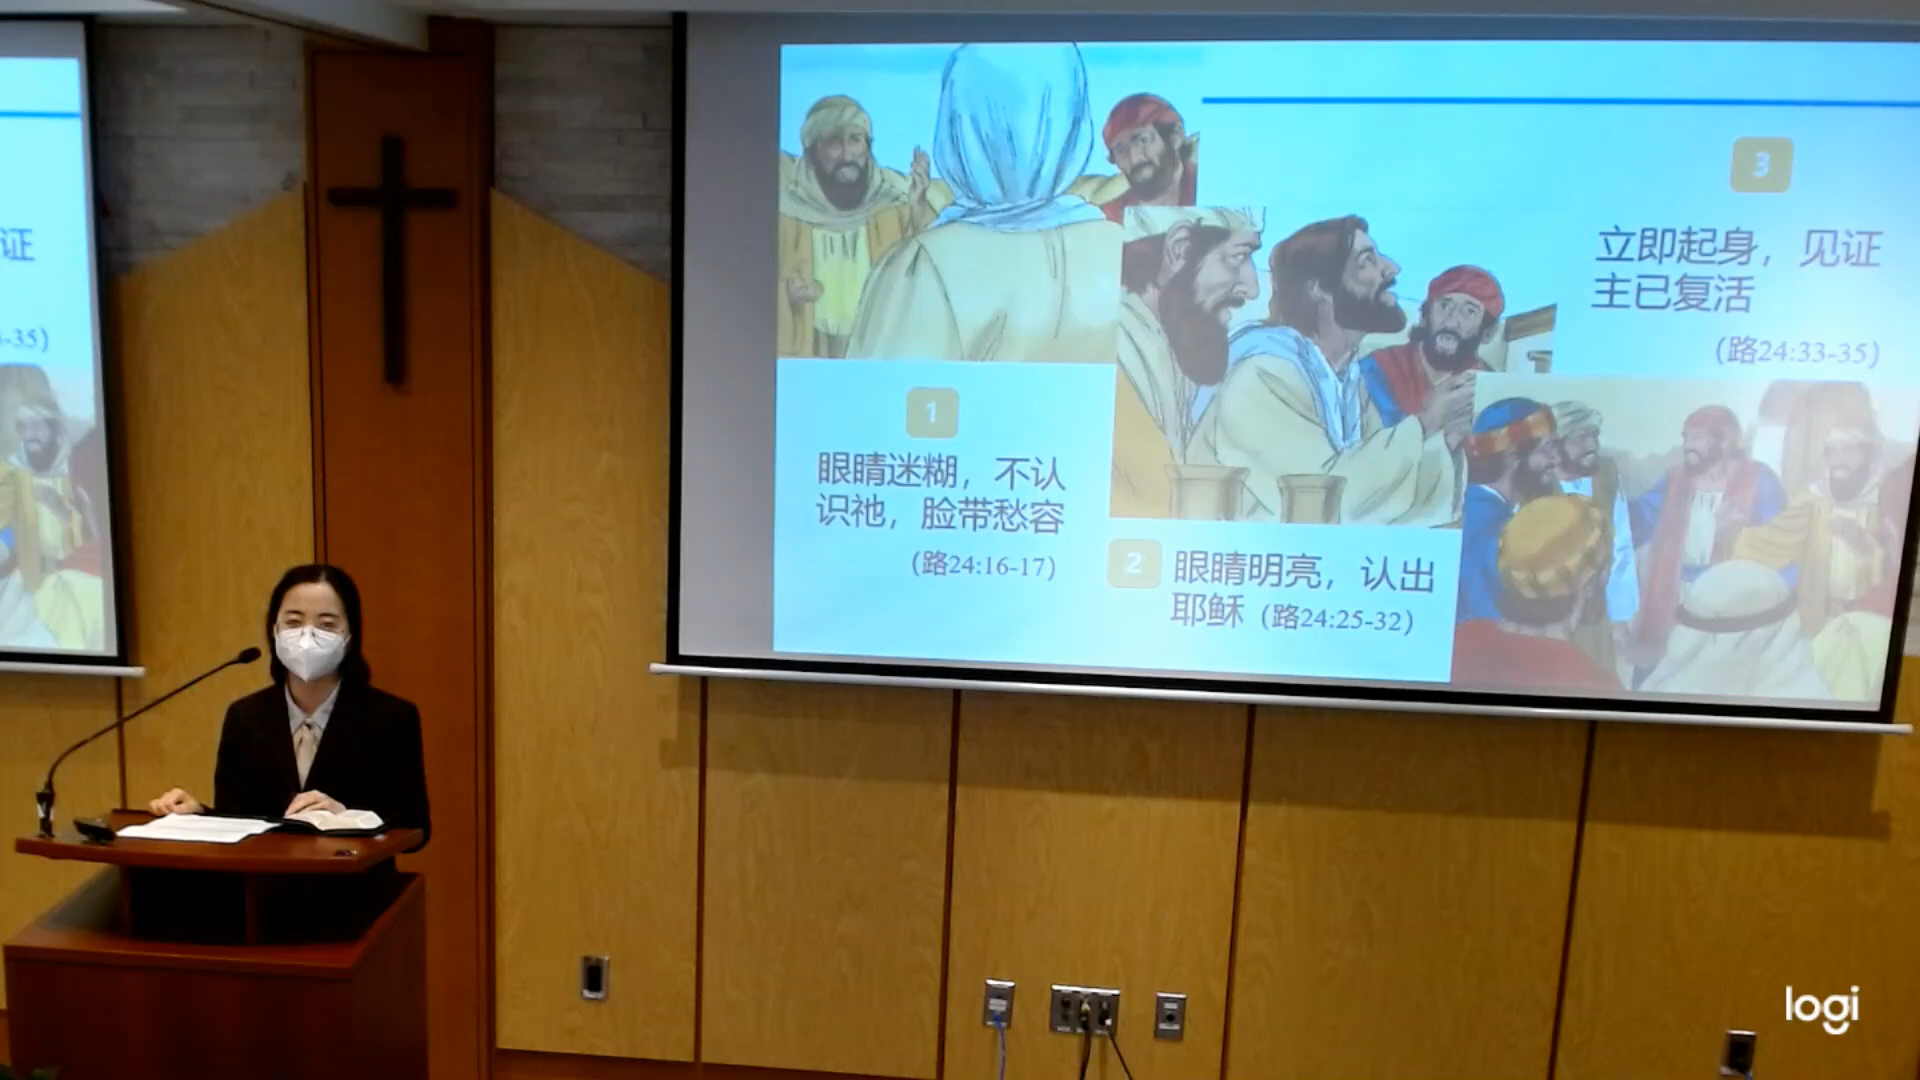 证
-35)
1
眼睛迷糊，不认
识祂，脸带愁容
(路24:16-17)
2
眼睛明亮，认出
耶稣 (路24:25-32)
3
立即起身，见证
主已复活
(路24:33-35)
logi